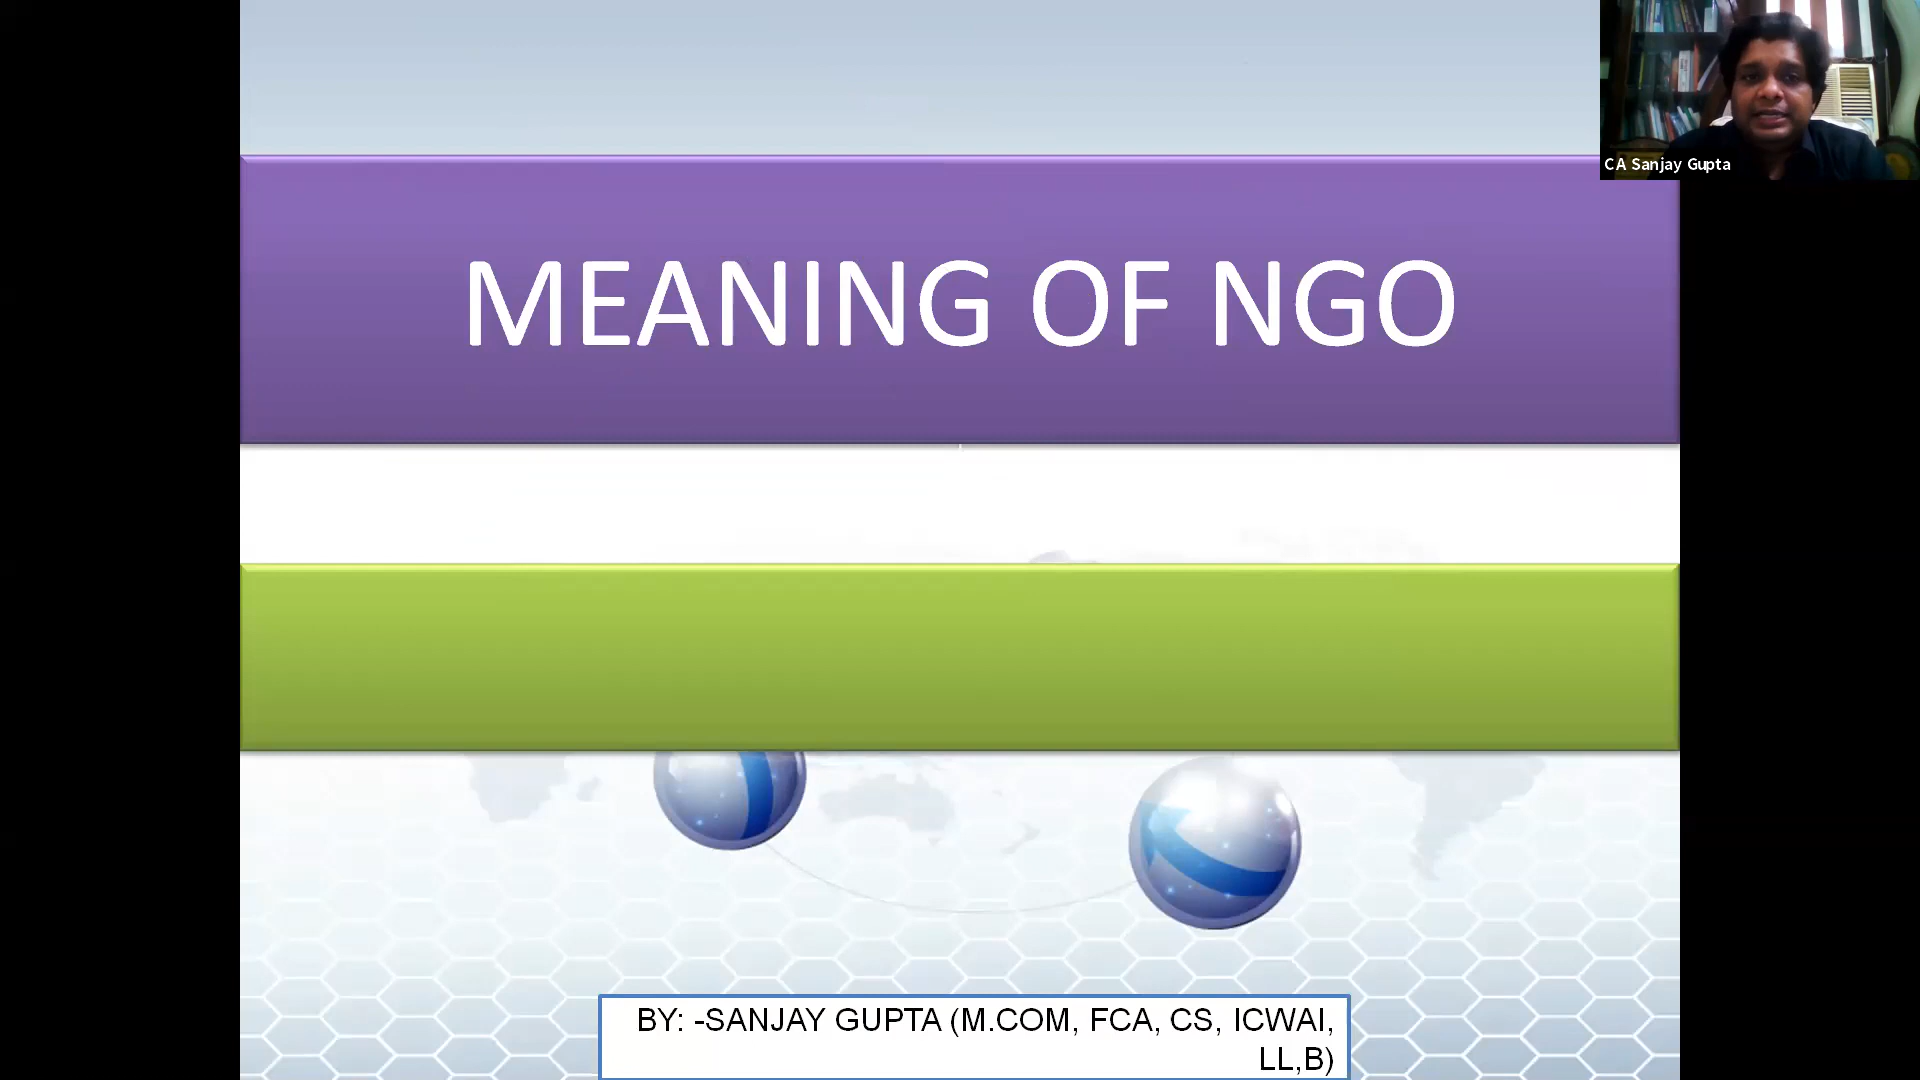 CA Sanjay Gupta
MEANING OF NGO
BY: -SANJAY GUPTA (M.COM, FCA, CS, ICWAI,
LL,B)